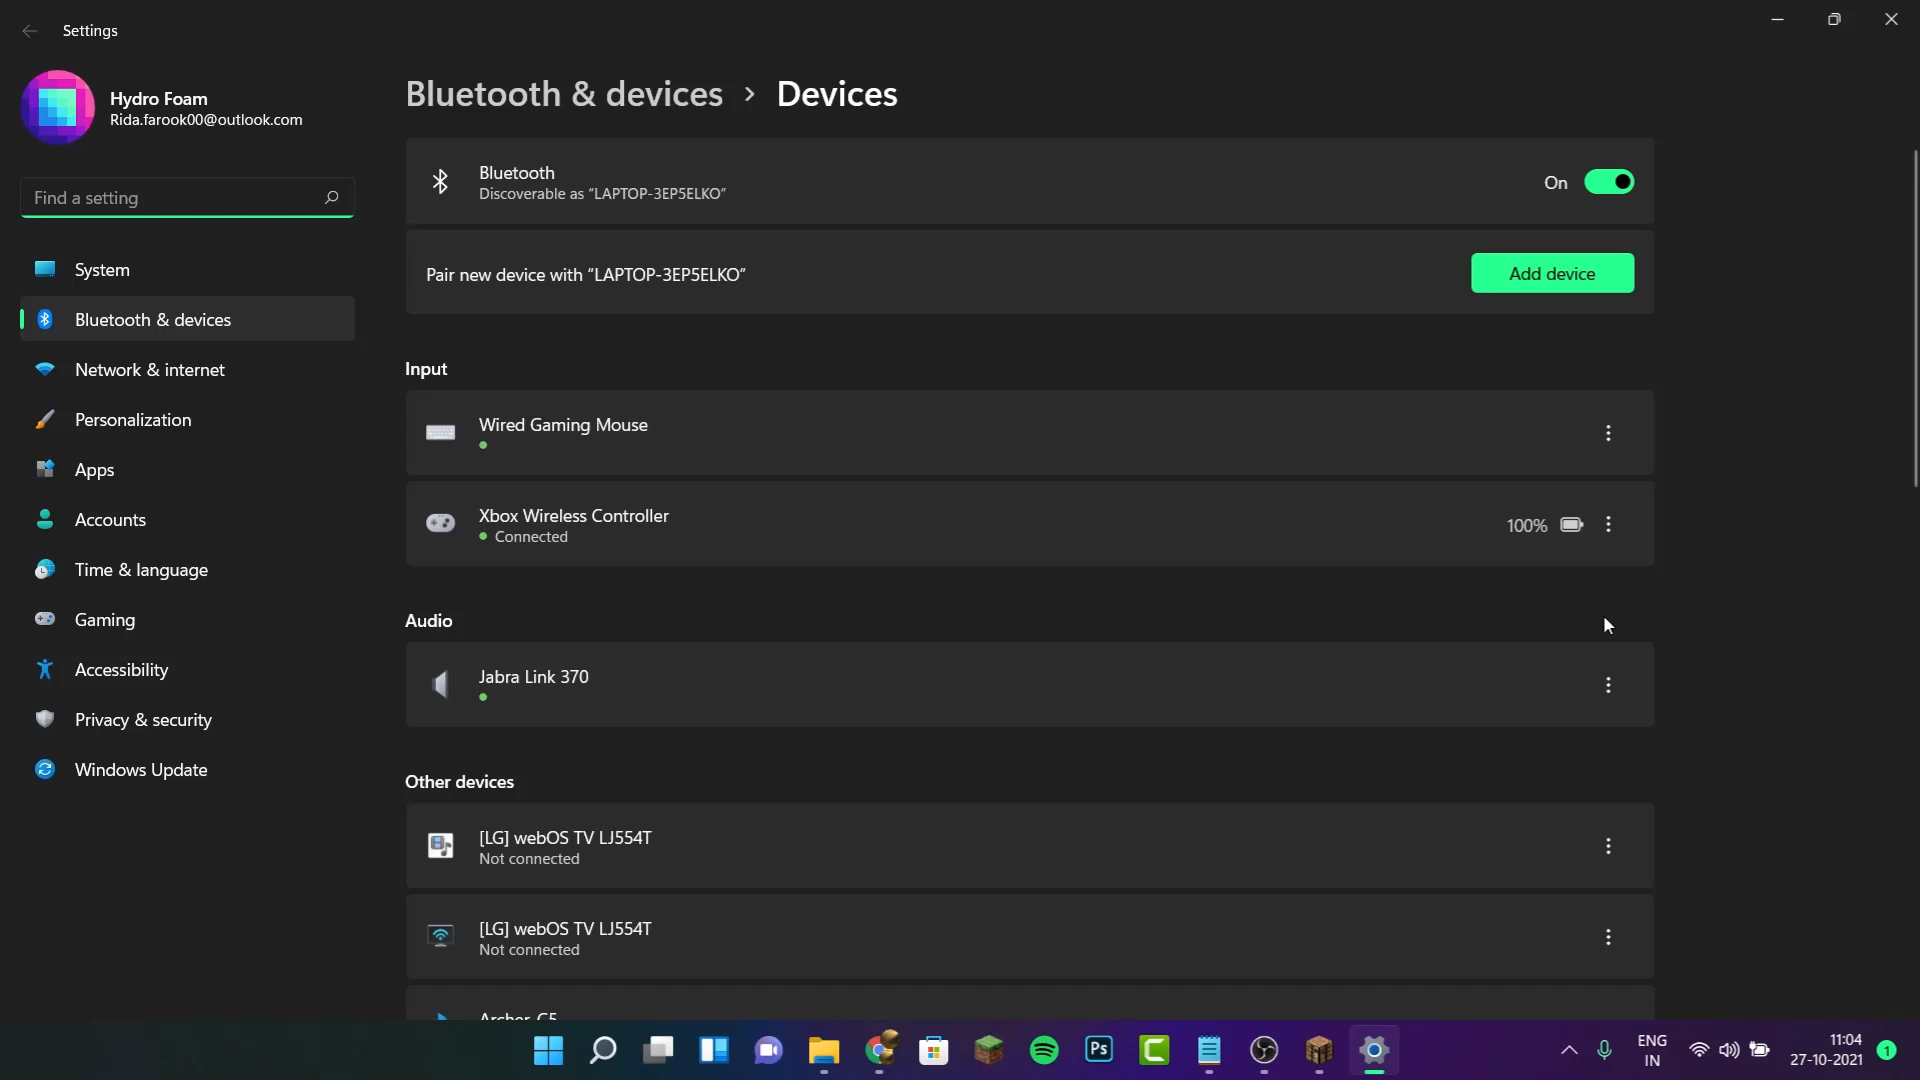 Settings
Hydro Foam
Rida.farook00@outlook.com
Find a setting
System
Bluetooth & devices
Network & internet
Personalization
Apps
Accounts
Time & language
Gaming
Accessibility
Privacy & security
Windows Update
Bluetooth & devices > Devices
Bluetooth
Discoverable as "LAPTOP-3EP5ELKO"
On
Pair new device with "LAPTOP-3EP5ELKO"
Add device
Input
Wired Gaming Mouse
Xbox Wireless Controller
Connected
100%
Audio
Jabra Link 370
Other devices
[LG] webOS TV LJ554T
Not connected
[LG] webOS TV LJ554T
Not connected
Archer C5
Ps
ENG
IN
11:04
27-10-2021
1